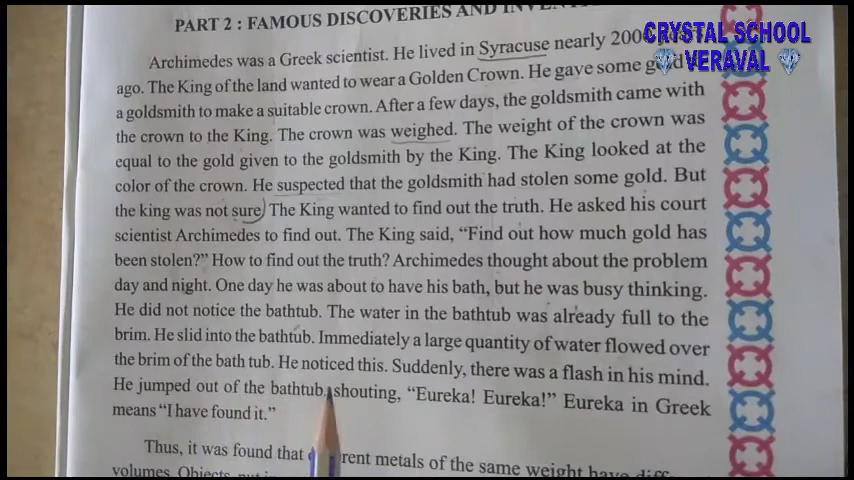 PART 2 : FAMOUS DISCOVERIES AND
CRYSTAL SCHOOL
VERAVAL
Archimedes was a Greek scientist. He lived in Syracuse nearly
ago. The King of the land wanted to wear a Golden Crown. He gave some gold
a goldsmith to make a suitable crown. After a few days, the goldsmith came with
the crown to the King. The crown was weighed. The weight of the crown was
equal to the gold given to the goldsmith by the King. The King looked at the
color of the crown. He suspected that the goldsmith had stolen some gold. But
the king was not sure. The King wanted to find out the truth. He asked his court
scientist Archimedes to find out. The King said, “Find out how much gold has
been stolen?” How to find out the truth? Archimedes thought about the problem
day and night. One day he was about to have his bath, but he was busy thinking.
He did not notice the bathtub. The water in the bathtub was already full to the
brim. He slid into the bathtub. Immediately a large quantity of water flowed over
the brim of the bath tub. He noticed this. Suddenly, there was a flash in his mind.
He jumped out of the bathtub shouting, “Eureka! Eureka!” Eureka in Greek
means “I have found it.”
Thus, it was found that metals of the same weight have
volumes. Objects